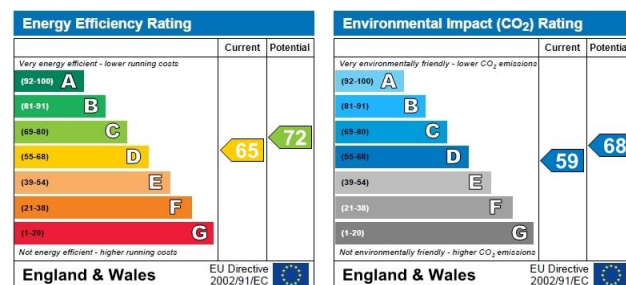 Energy Efficiency Rating
Current Potential
Very energy efficient - lower running costs
(92-100) A
(81-91) B
(69-80) C
(55-68) D
(39-54) E
(21-38) F
(1-20) G
65
72
Not energy efficient - higher running costs
England & Wales
EU Directive
2002/91/EC
Environmental Impact (CO₂) Rating
Current Potential
Very environmentally friendly - lower CO₂ emissions
(92-100) A
(81-91) B
(69-80) C
(55-68) D
(39-54) E
(21-38) F
(1-20) G
59
68
Not environmentally friendly - higher CO₂ emissions
England & Wales
EU Directive
2002/91/EC